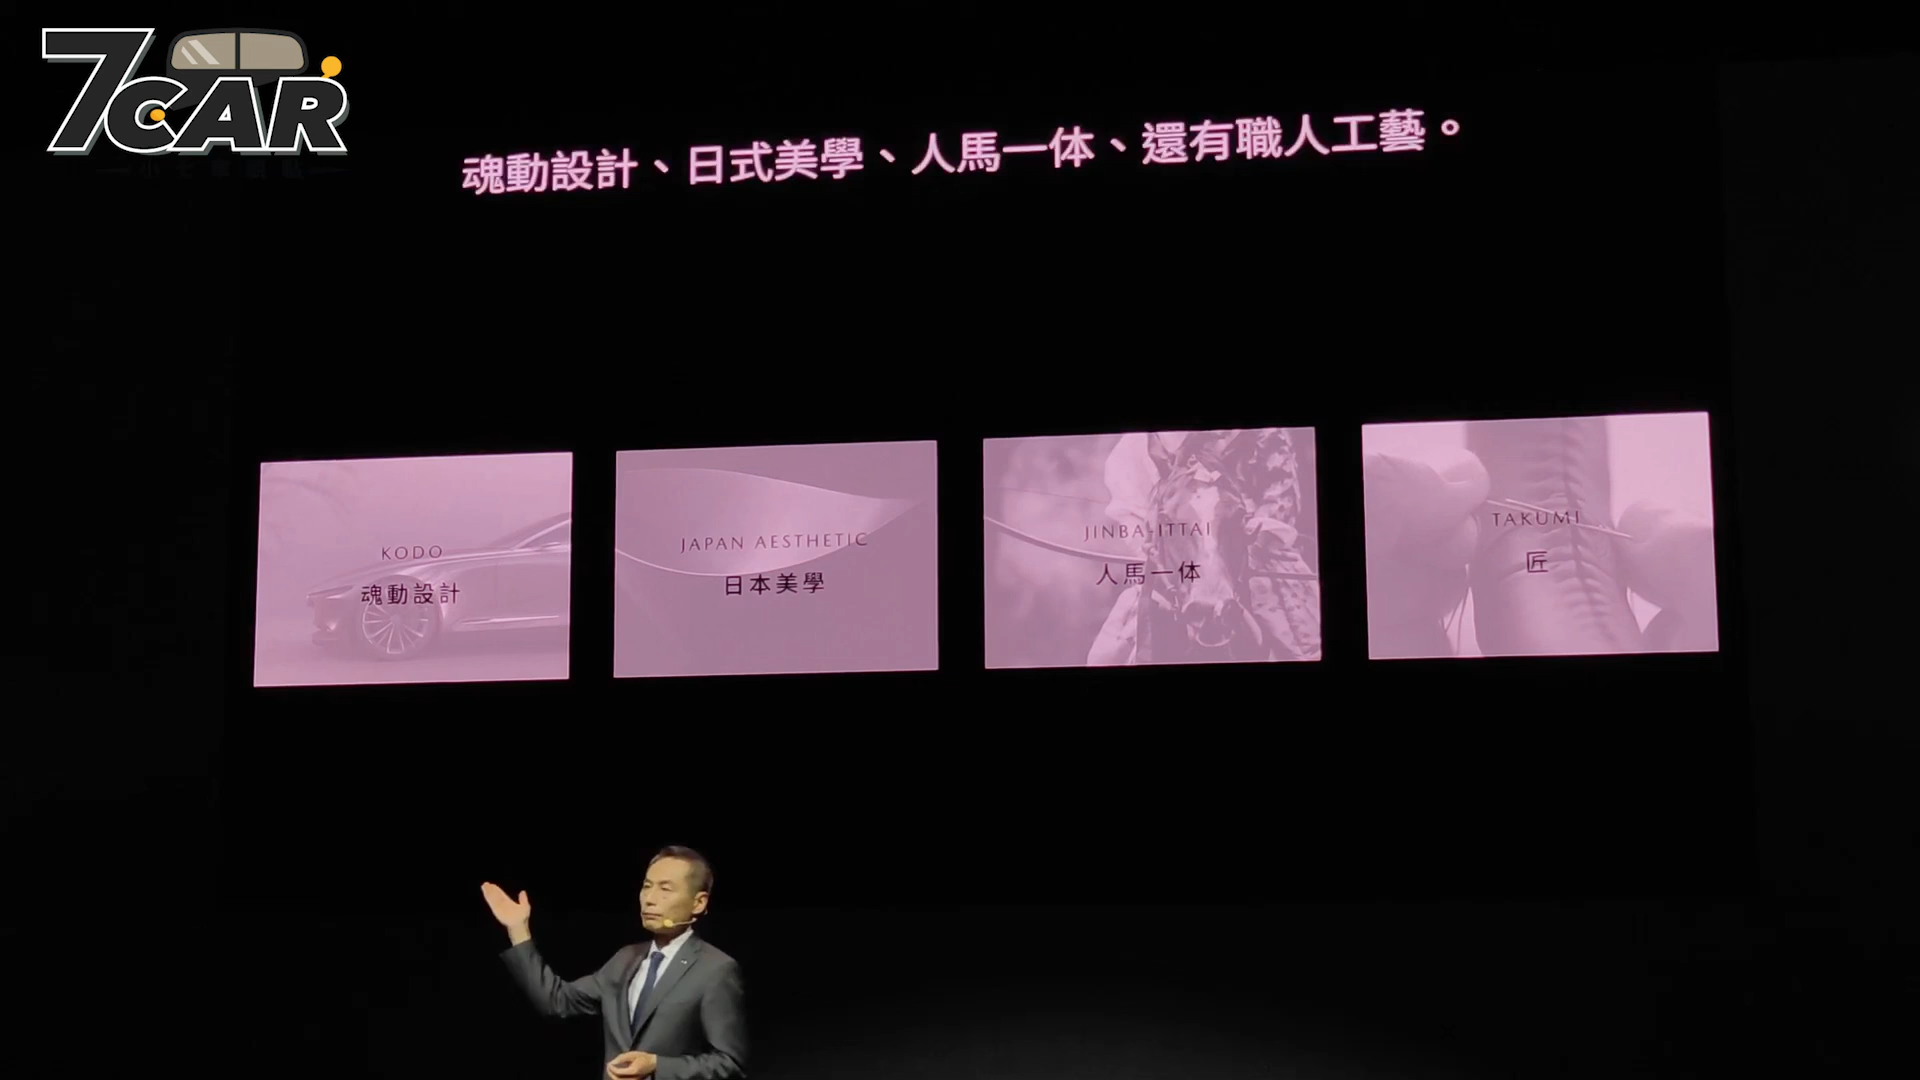 7CAR
魂動設計、日式美學、人馬一体、還有職人工藝。
KODO
魂動設計
JAPAN AESTHETIC
日本美學
JINBA-ITTAI
人馬一体
TAKUMI
匠